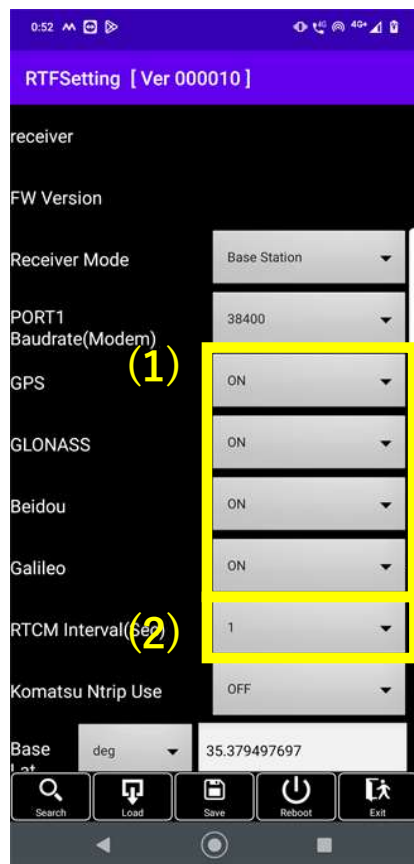 0:52 4G 4G+
RTFSetting [ Ver 000010 ]
receiver
FW Version
Receiver Mode Base Station
PORT1
Baudrate(Modem) 38400
(1)
GPS ON
GLONASS ON
Beidou ON
Galileo ON
RTCM Interval(Sec) 1
(2)
Komatsu Ntrip Use OFF
Base deg 35.379497697
Lat
Search Load Save Reboot Exit